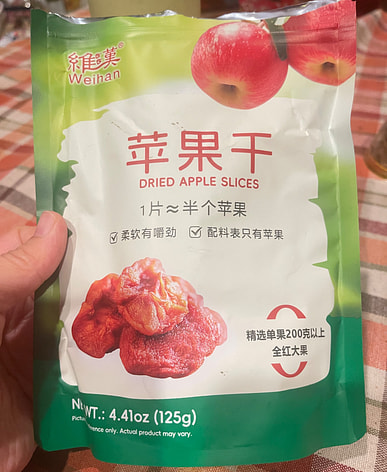 維漢®
Weihan
苹果干
DRIED APPLE SLICES
1片≈半个苹果
柔软有嚼劲 配料表只有苹果
精选单果200克以上
全红大果
WT.: 4.41oz (125g)
only. Actual product may vary.